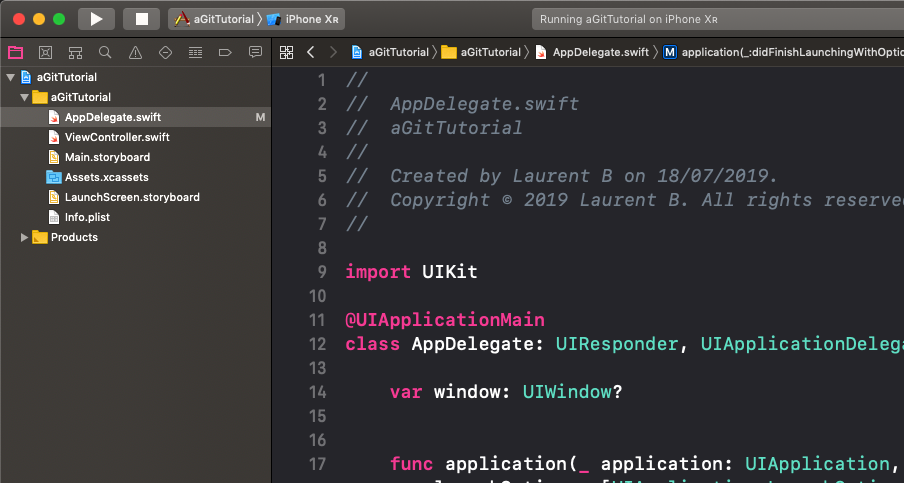 aGitTutorial iPhone Xʀ
Running aGitTutorial on iPhone Xʀ
aGitTutorial aGitTutorial AppDelegate.swift M application(_:didFinishLaunchingWithOptio
aGitTutorial
aGitTutorial
AppDelegate.swift M
ViewController.swift
Main.storyboard
Assets.xcassets
LaunchScreen.storyboard
Info.plist
Products
1 //
2 //  AppDelegate.swift
3 //  aGitTutorial
4 //
5 //  Created by Laurent B on 18/07/2019.
6 //  Copyright © 2019 Laurent B. All rights reserve
7 //
8
9 import UIKit
10
11 @UIApplicationMain
12 class AppDelegate: UIResponder, UIApplicationDeleg
13
14     var window: UIWindow?
15
16
17     func application(_ application: UIApplication,